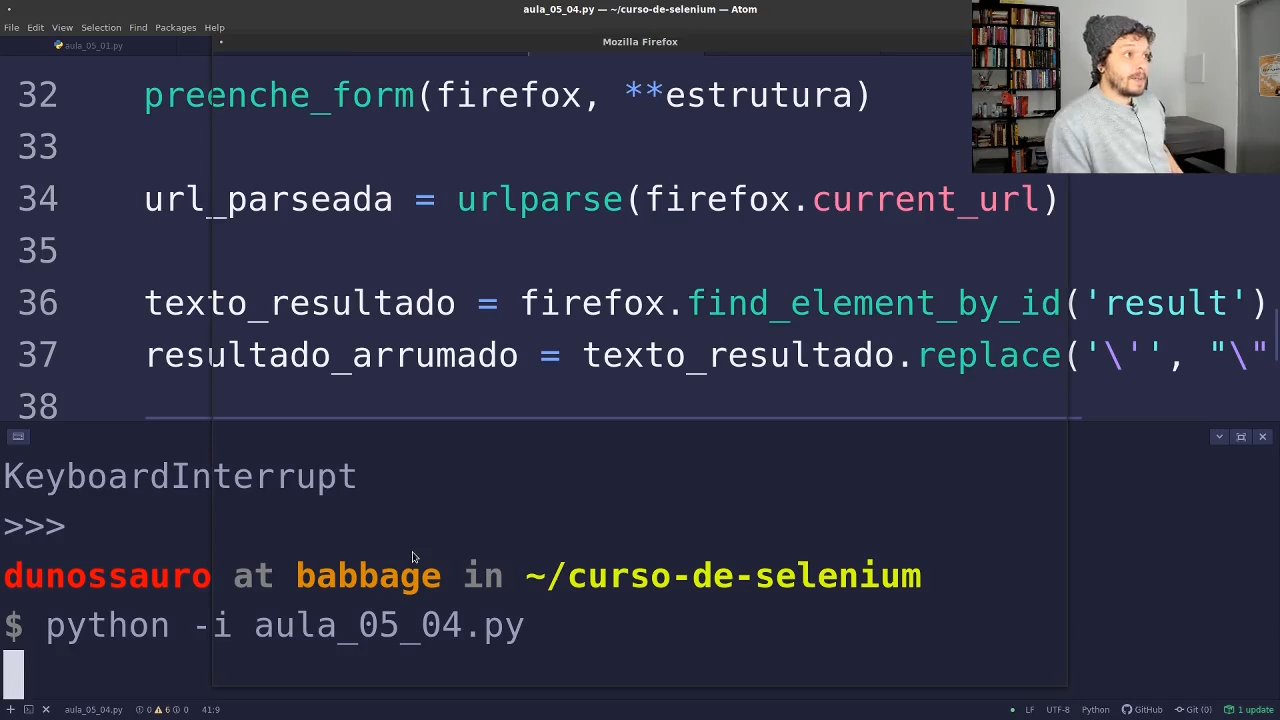 aula_05_04.py — ~/curso-de-selenium — Atom
File Edit View Selection Find Packages Help
aula_05_01.py
Mozilla Firefox
32 preenche_form(firefox, **estrutura)
33
34 url_parseada = urlparse(firefox.current_url)
35
36 texto_resultado = firefox.find_element_by_id('result')
37 resultado_arrumado = texto_resultado.replace('\'', "\"
38
KeyboardInterrupt
>>>
dunossauro at babbage in ~/curso-de-selenium
$ python -i aula_05_04.py
aula_05_04.py 0 6 0 41:9 LF UTF-8 Python GitHub Git (0) 1 update